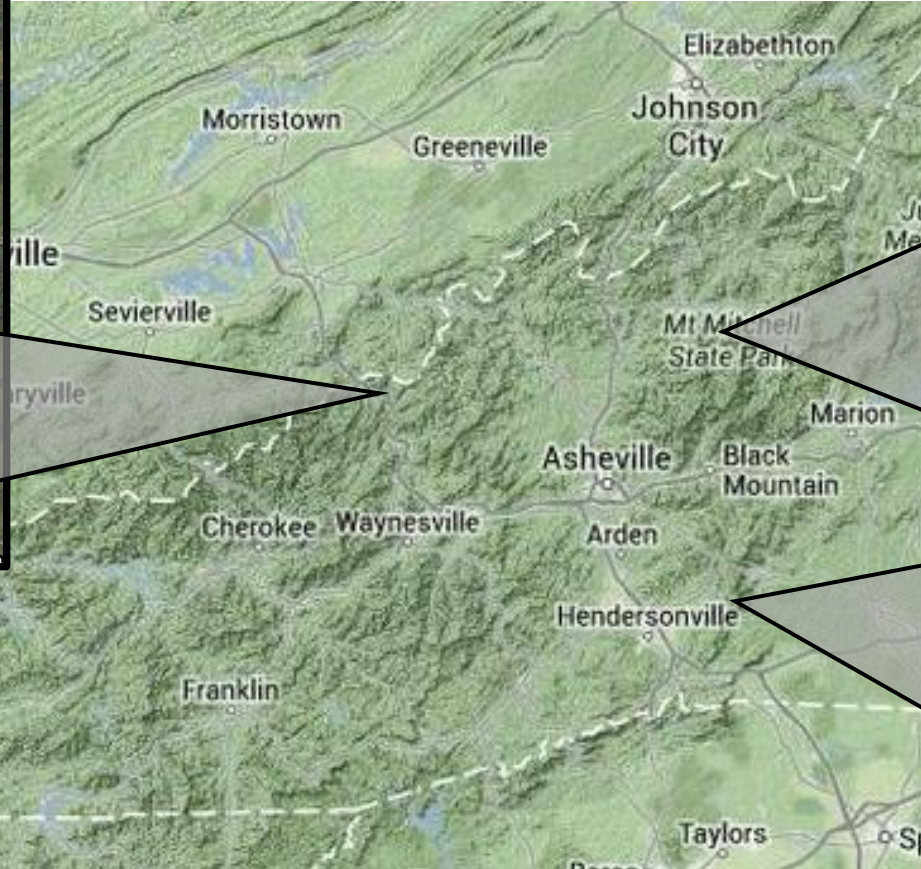 Elizabethton
Johnson
City
Morristown
Greeneville
ville
Sevierville
Mt Mitchell
State Park
ryville
Marion
Asheville
Black
Mountain
Cherokee
Waynesville
Arden
Hendersonville
Franklin
Taylors
Sp